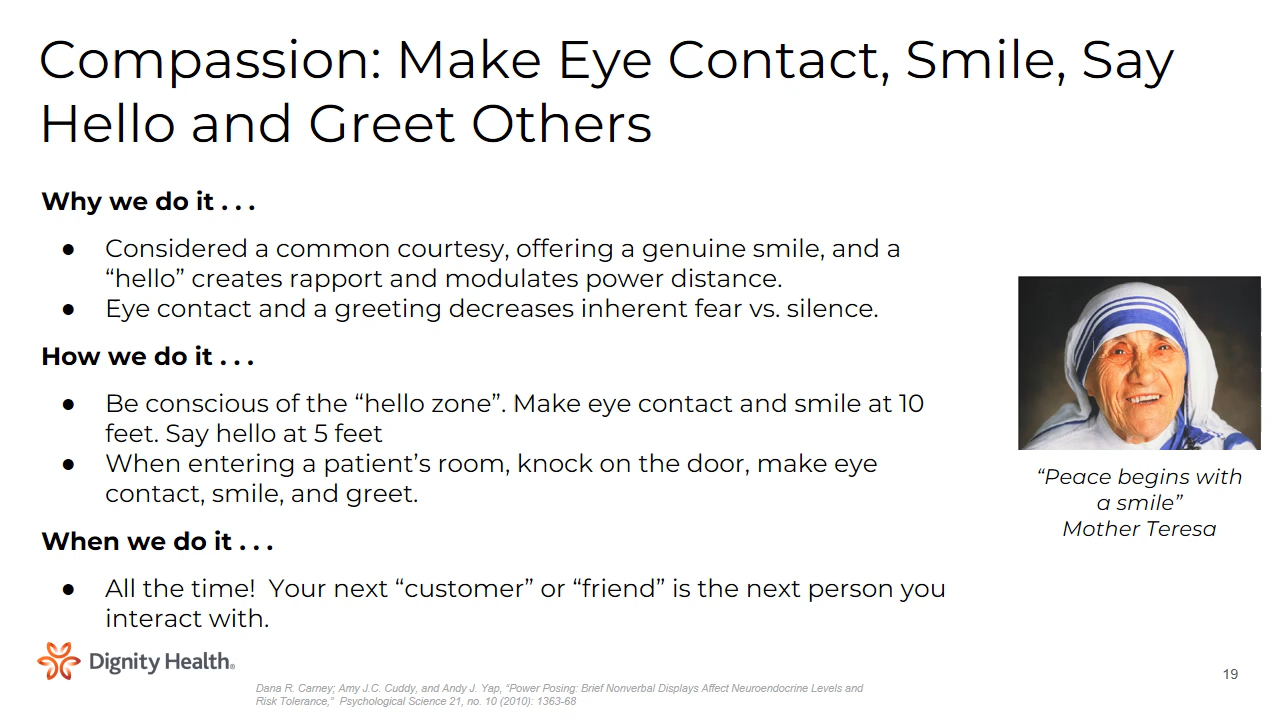 Compassion: Make Eye Contact, Smile, Say
Hello and Greet Others
Why we do it . . .
● Considered a common courtesy, offering a genuine smile, and a
“hello” creates rapport and modulates power distance.
● Eye contact and a greeting decreases inherent fear vs. silence.
How we do it . . .
● Be conscious of the “hello zone”. Make eye contact and smile at 10
feet. Say hello at 5 feet
● When entering a patient’s room, knock on the door, make eye
contact, smile, and greet.
When we do it . . .
● All the time!  Your next “customer” or “friend” is the next person you
interact with.
“Peace begins with
a smile”
Mother Teresa
Dignity Health®
Dana R. Carney; Amy J.C. Cuddy, and Andy J. Yap, “Power Posing: Brief Nonverbal Displays Affect Neuroendocrine Levels and
Risk Tolerance,”  Psychological Science 21, no. 10 (2010): 1363-68
19